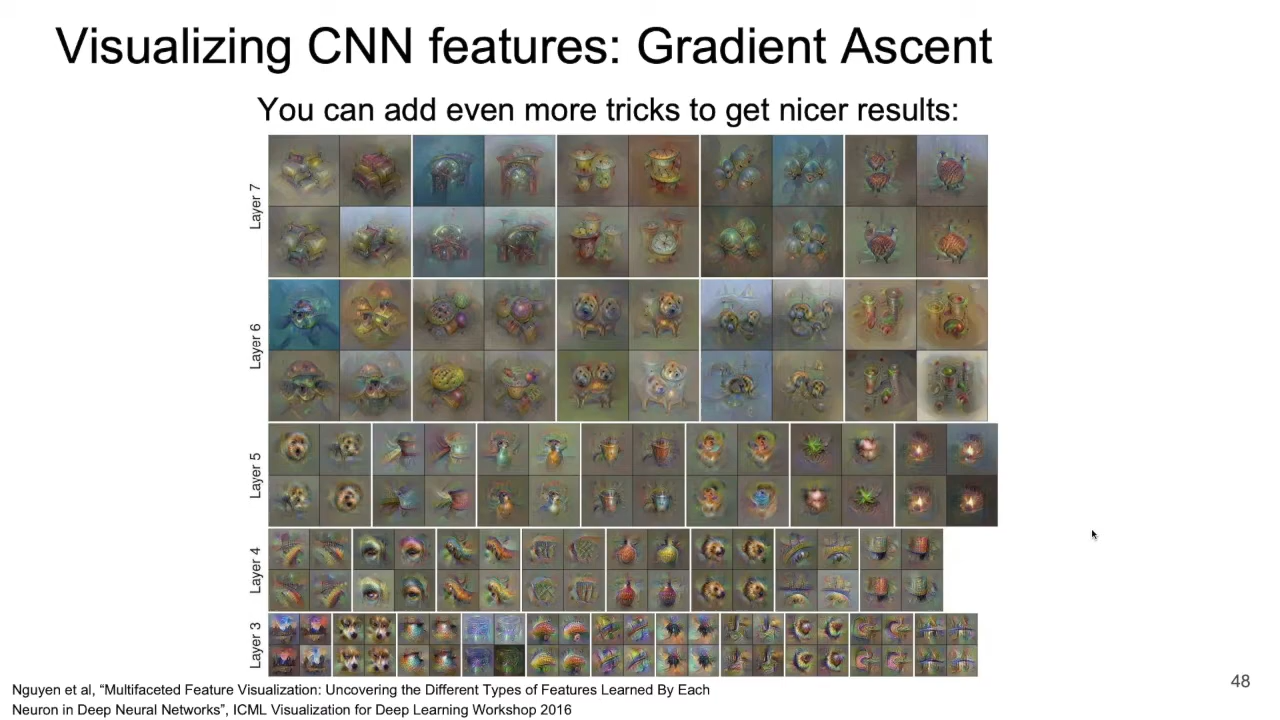 Visualizing CNN features: Gradient Ascent
You can add even more tricks to get nicer results:
Layer 7
Layer 6
Layer 5
Layer 4
Layer 3
Nguyen et al, “Multifaceted Feature Visualization: Uncovering the Different Types of Features Learned By Each
Neuron in Deep Neural Networks”, ICML Visualization for Deep Learning Workshop 2016
48